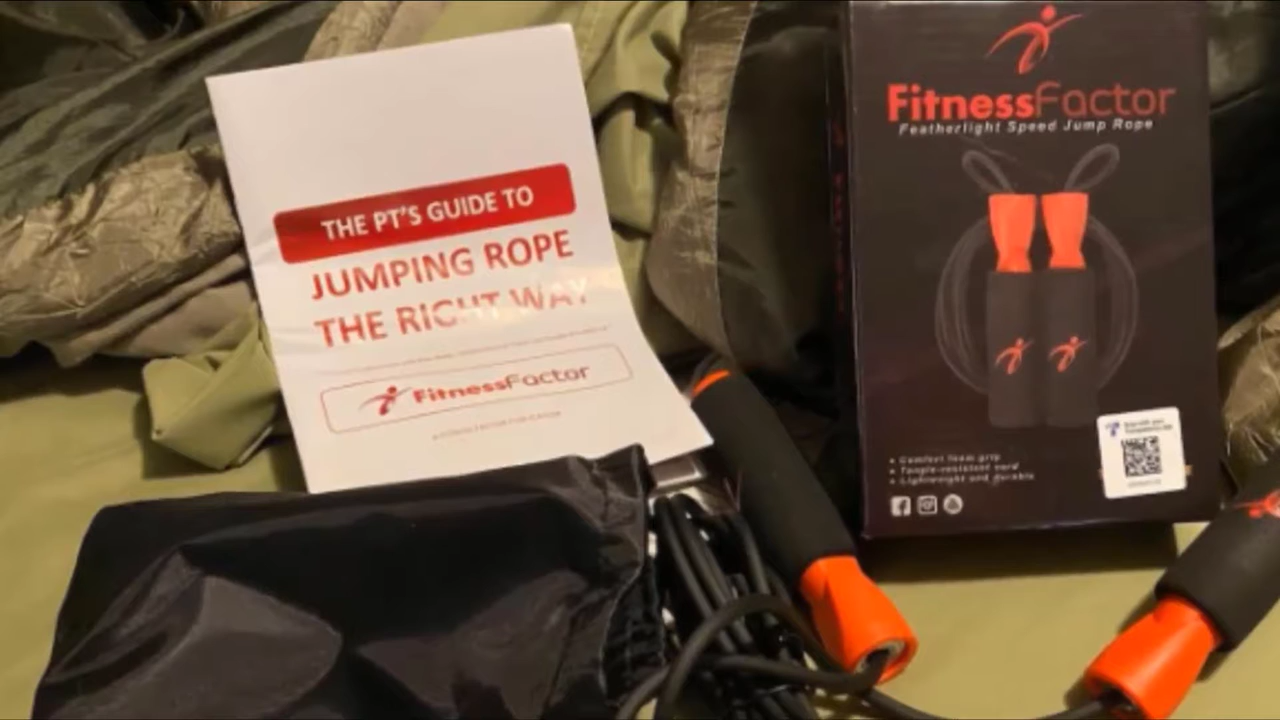 THE PT'S GUIDE TO
JUMPING ROPE
THE RIGHT WAY
FitnessFactor
FitnessFactor
Featherlight Speed Jump Rope
• Comfort foam grip
• Tangle-resistant cord
• Lightweight and durable